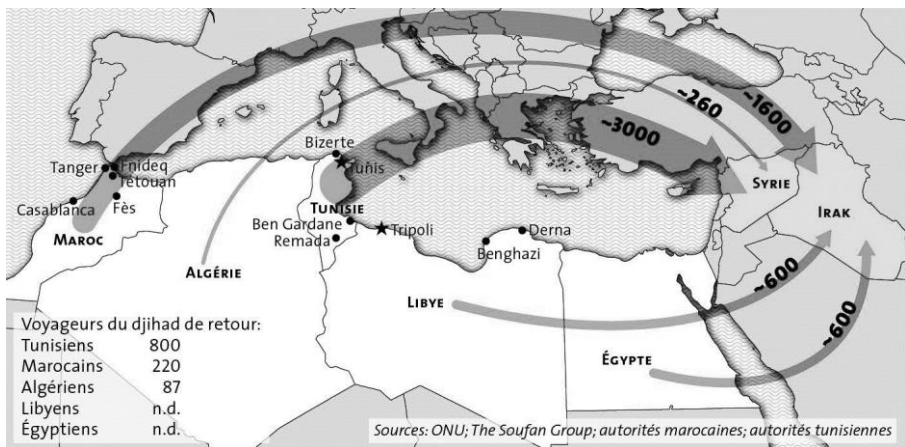 ~260
~1600
~3000
Bizerte
Tunis
Tanger
Fnideq
Tétouan
SYRIE
Casablanca
Fès
TUNISIE
IRAK
MAROC
Ben Gardane
Tripoli
Derna
Remada
Benghazi
ALGÉRIE
~600
LIBYE
~600
ÉGYPTE
Voyageurs du djihad de retour:
Tunisiens 800
Marocains 220
Algériens 87
Libyens n.d.
Égyptiens n.d.
Sources: ONU; The Soufan Group; autorités marocaines; autorités tunisiennes